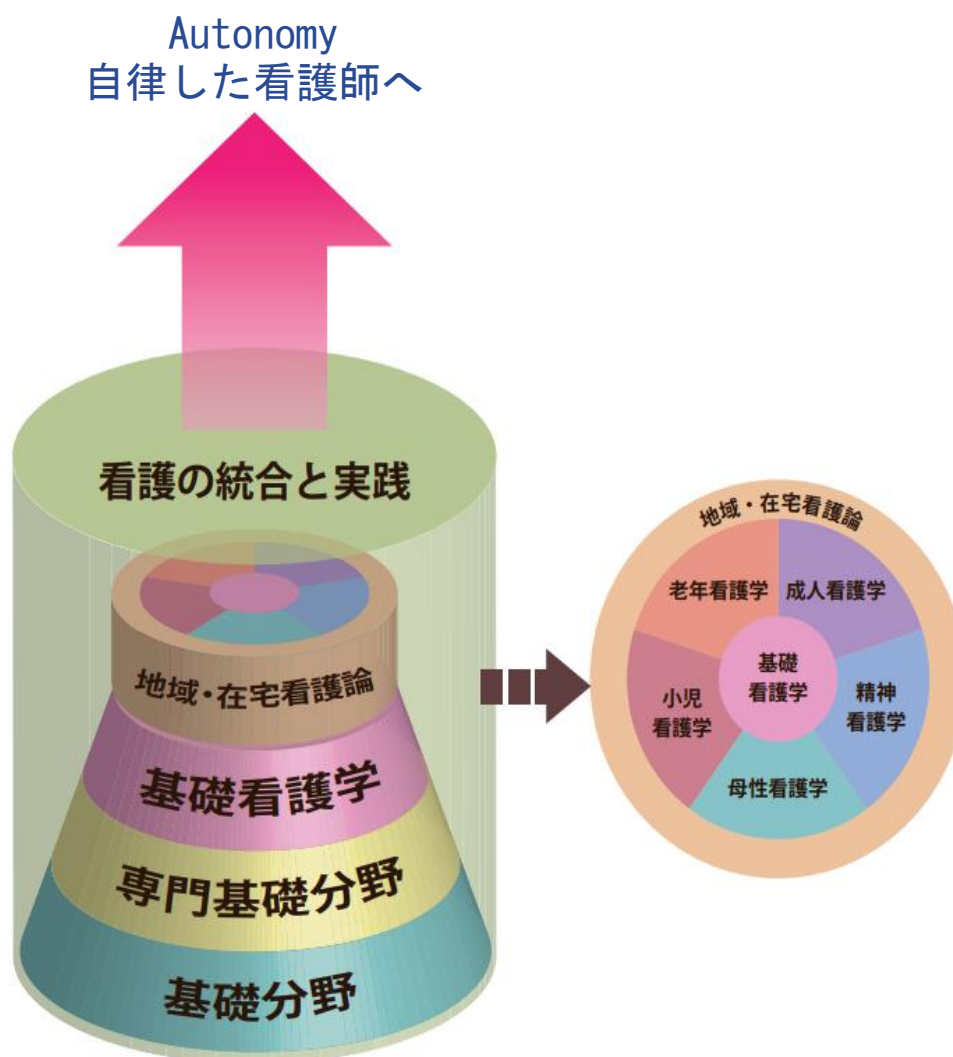 Autonomy
自律した看護師へ
看護の統合と実践
地域・在宅看護論
基礎看護学
専門基礎分野
基礎分野
地域・在宅看護論
老年看護学
成人看護学
基礎
看護学
小児
看護学
精神
看護学
母性看護学